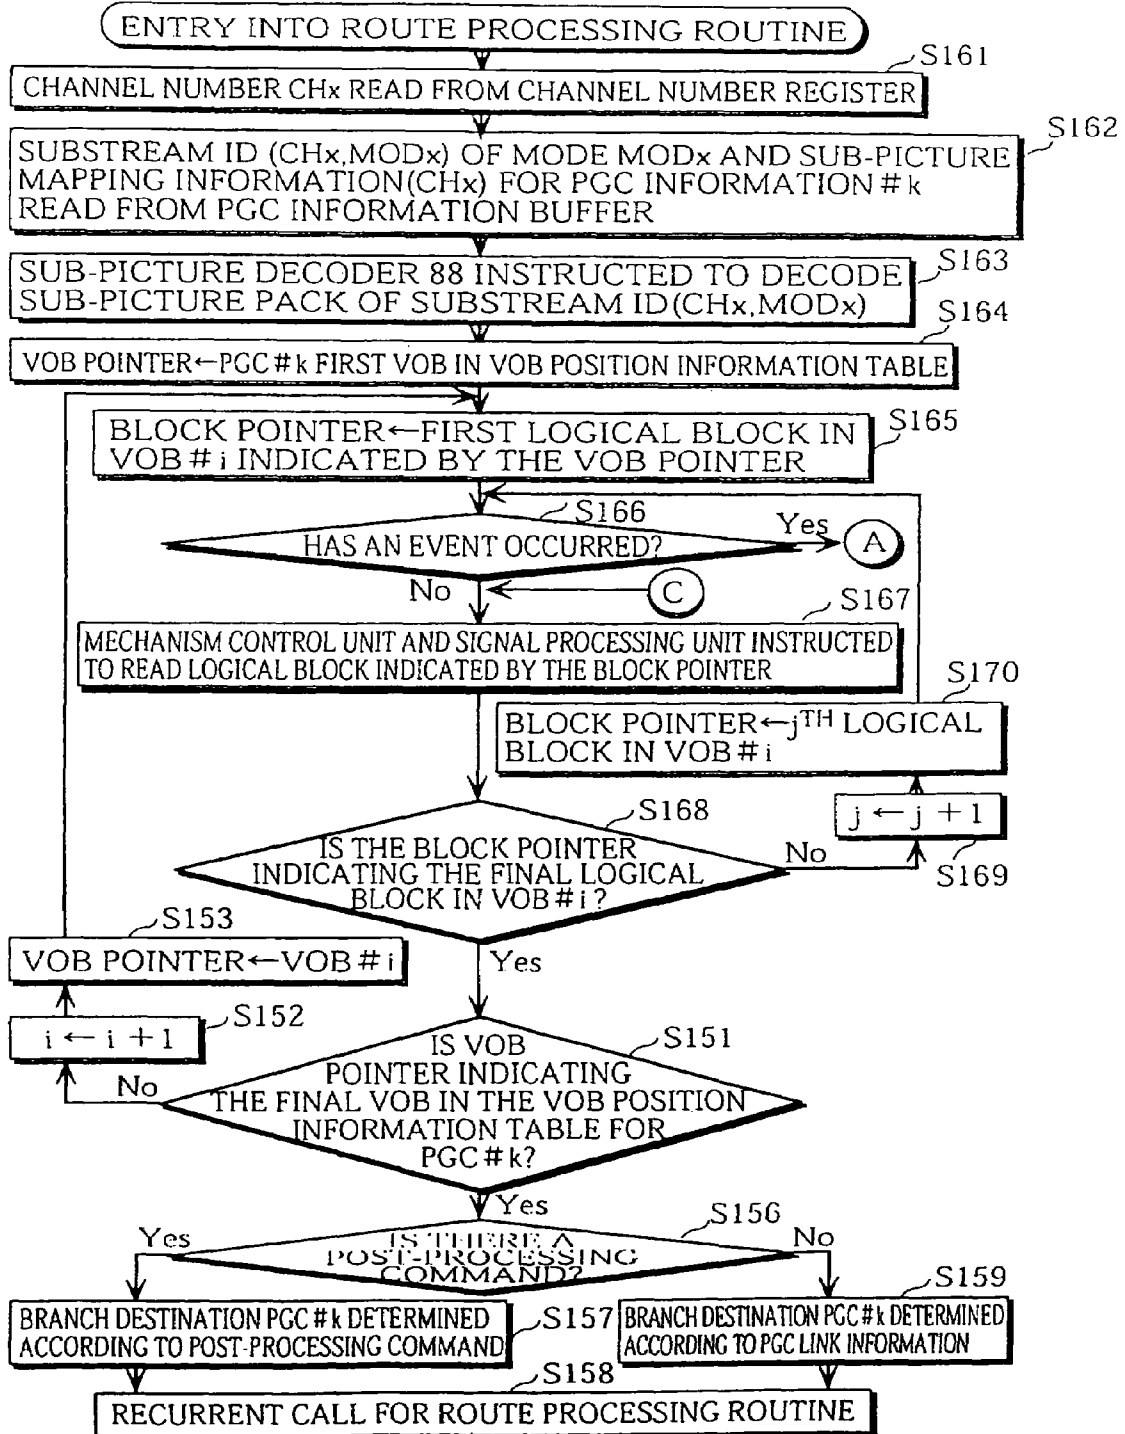 ENTRY INTO ROUTE PROCESSING ROUTINE
S161
CHANNEL NUMBER CHx READ FROM CHANNEL NUMBER REGISTER
S162
SUBSTREAM ID (CHx,MODx) OF MODE MODx AND SUB-PICTURE
MAPPING INFORMATION(CHx) FOR PGC INFORMATION #k
READ FROM PGC INFORMATION BUFFER
S163
SUB-PICTURE DECODER 88 INSTRUCTED TO DECODE
SUB-PICTURE PACK OF SUBSTREAM ID(CHx,MODx)
S164
VOB POINTER←PGC#k FIRST VOB IN VOB POSITION INFORMATION TABLE
S165
BLOCK POINTER←FIRST LOGICAL BLOCK IN
VOB#i INDICATED BY THE VOB POINTER
S166
HAS AN EVENT OCCURRED?
Yes
A
No
C
S167
MECHANISM CONTROL UNIT AND SIGNAL PROCESSING UNIT INSTRUCTED
TO READ LOGICAL BLOCK INDICATED BY THE BLOCK POINTER
S170
BLOCK POINTER←jTH LOGICAL
BLOCK IN VOB#i
S168
j←j+1
S169
IS THE BLOCK POINTER
INDICATING THE FINAL LOGICAL
BLOCK IN VOB#i?
No
Yes
S153
VOB POINTER←VOB#i
S152
i←i+1
No
S151
IS VOB
POINTER INDICATING
THE FINAL VOB IN THE VOB POSITION
INFORMATION TABLE FOR
PGC#k?
Yes
S156
IS THERE A
POST-PROCESSING
COMMAND?
Yes
No
S157
BRANCH DESTINATION PGC#k DETERMINED
ACCORDING TO POST-PROCESSING COMMAND
S159
BRANCH DESTINATION PGC#k DETERMINED
ACCORDING TO PGC LINK INFORMATION
S158
RECURRENT CALL FOR ROUTE PROCESSING ROUTINE